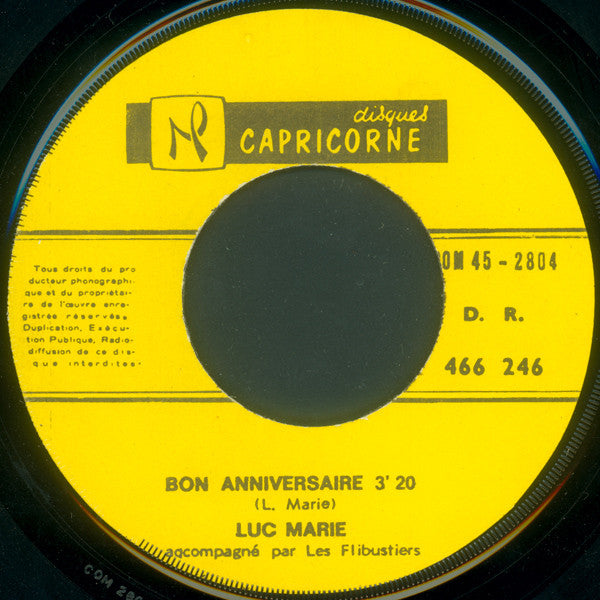 disques
CAPRICORNE
Tous droits du pro
ducteur phonographi-
que et du propriétai-
re de l'œuvre enre-
gistrée réservés.
Duplication, Exécu-
tion Publique, Radio-
diffusion de ce dis-
que interdites.
OM 45-2804
D. R.
466 246
BON ANNIVERSAIRE 3'20
(L. Marie)
LUC MARIE
accompagné par Les Flibustiers
COM